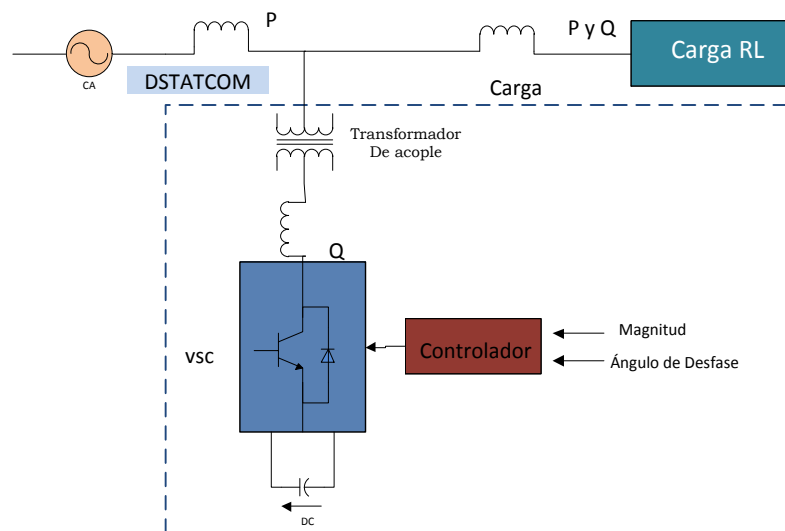 P
P y Q
Carga RL
CA
DSTATCOM
Carga
Transformador
De acople
Q
vsc
Controlador
Magnitud
Ángulo de Desfase
DC